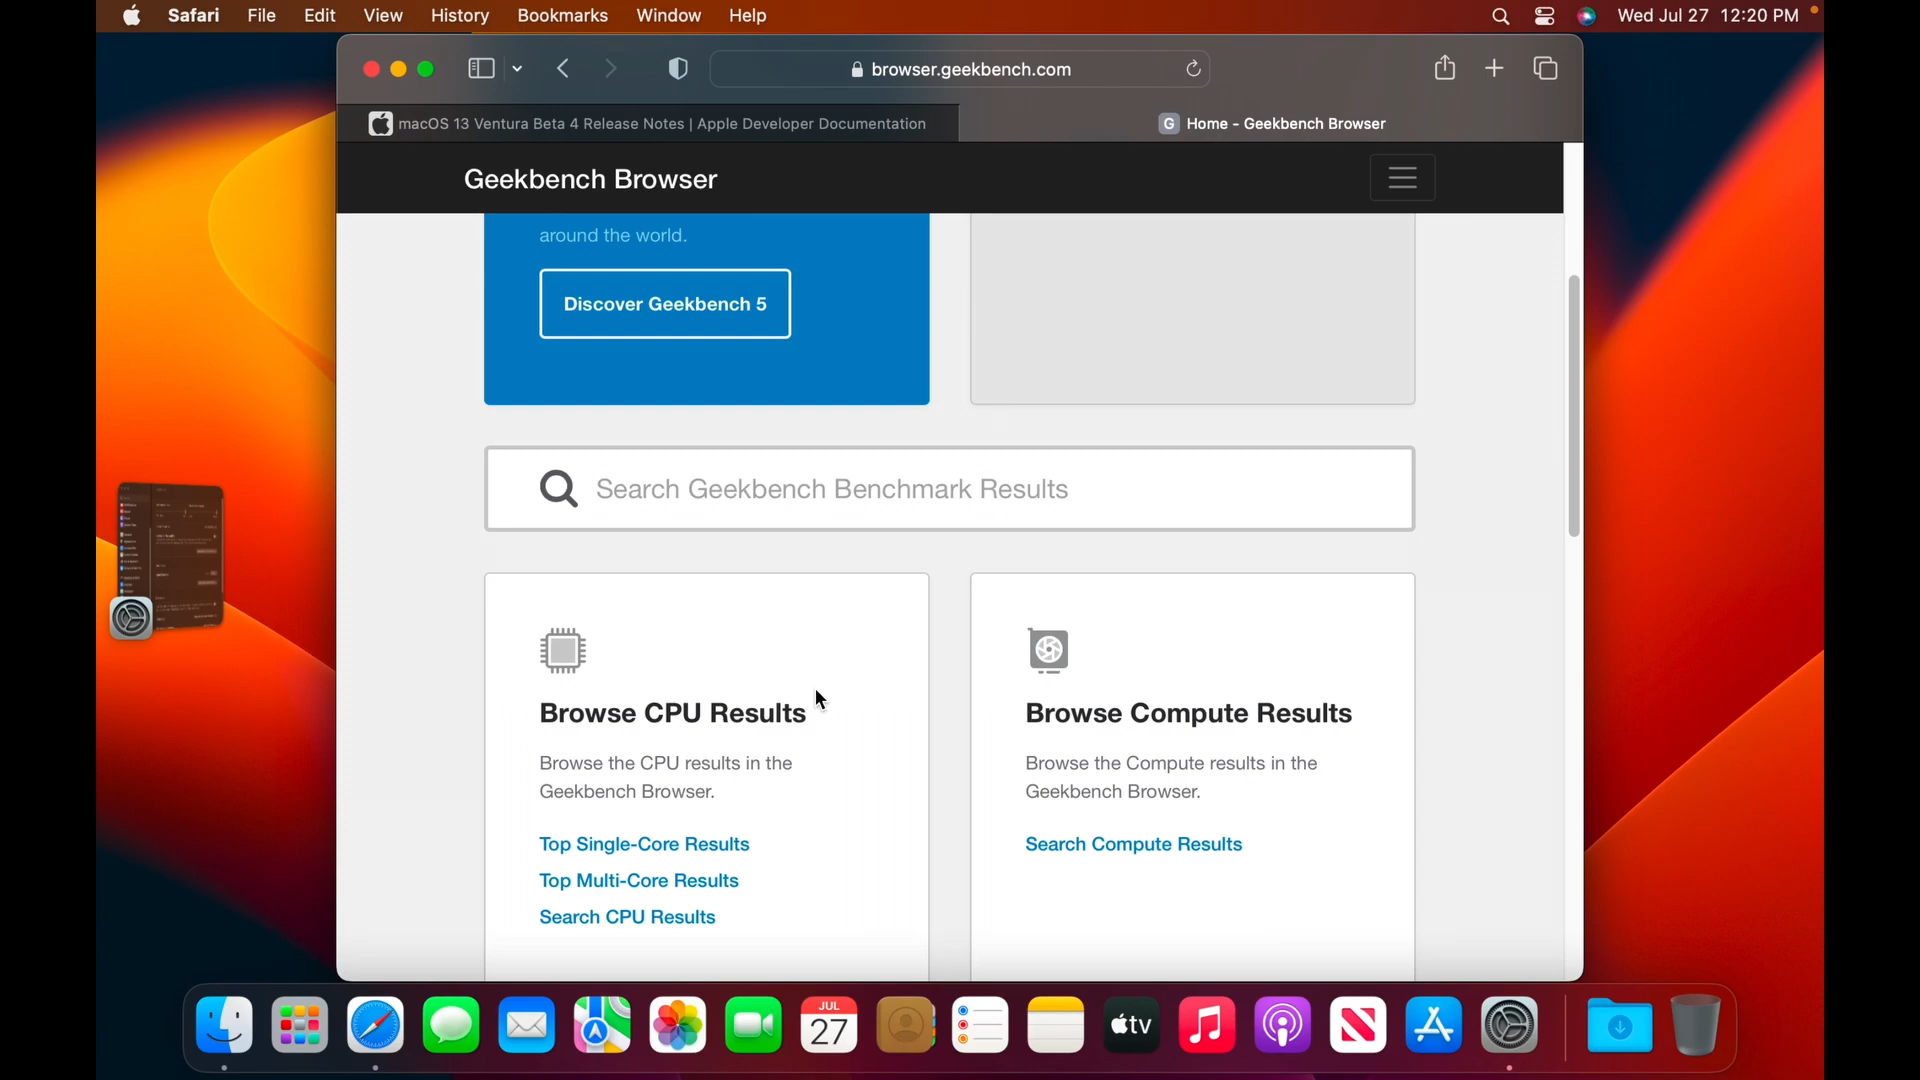 Safari File Edit View History Bookmarks Window Help Wed Jul 27 12:20 PM
browser.geekbench.com
macOS 13 Ventura Beta 4 Release Notes | Apple Developer Documentation
G Home - Geekbench Browser
Geekbench Browser
around the world.
Discover Geekbench 5
Search Geekbench Benchmark Results
Browse CPU Results
Browse the CPU results in the
Geekbench Browser.
Top Single-Core Results
Top Multi-Core Results
Search CPU Results
Browse Compute Results
Browse the Compute results in the
Geekbench Browser.
Search Compute Results
JUL
27
tv